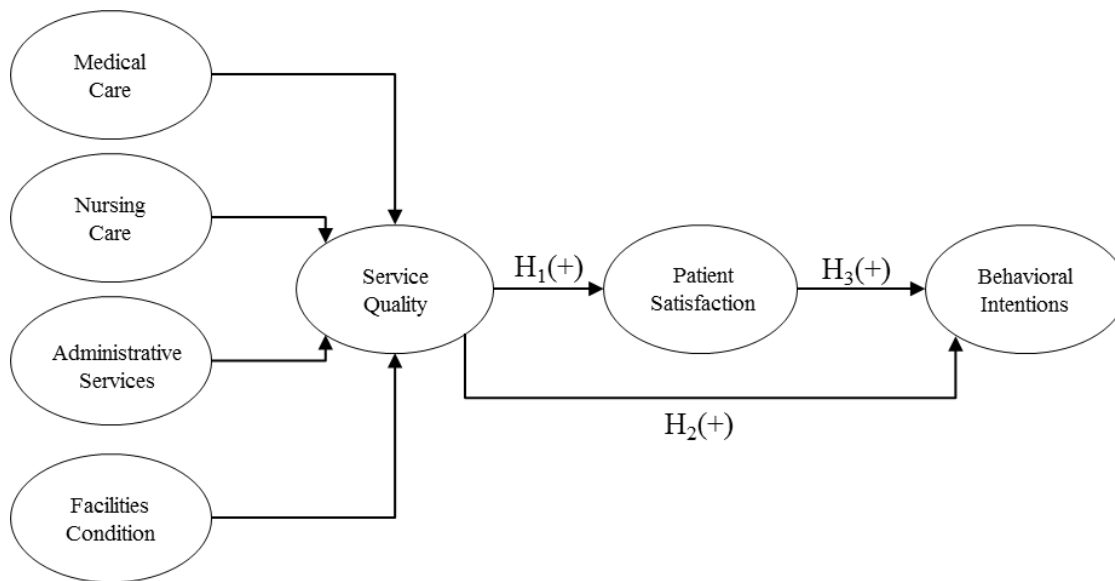 Medical
Care
Nursing
Care
Administrative
Services
Facilities
Condition
Service
Quality
H₁(+)
Patient
Satisfaction
H₃(+)
Behavioral
Intentions
H₂(+)